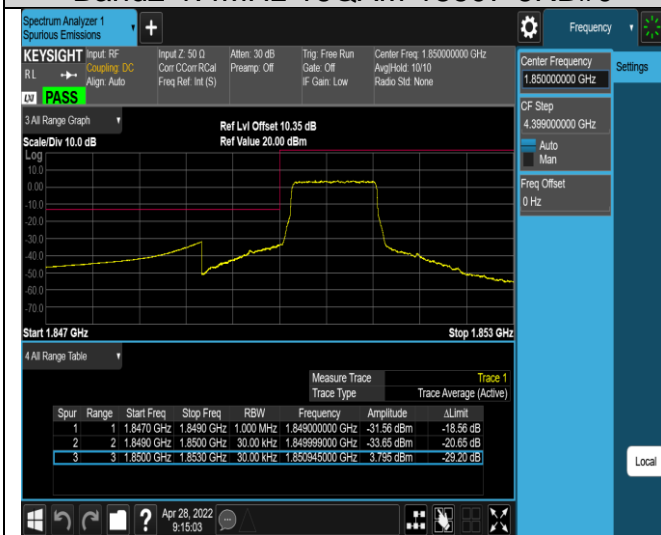 Spectrum Analyzer 1
Spurious Emissions
Frequency
KEYSIGHT
RL
PASS
Input: RF
Coupling: DC
Align: Auto
Input Z: 50 Ω
Corr CCorr RCal
Freq Ref: Int (S)
Atten: 30 dB
Preamp: Off
Trig: Free Run
Gate: Off
IF Gain: Low
Center Freq: 1.850000000 GHz
Avg|Hold: 10/10
Radio Std: None
Center Frequency
1.850000000 GHz
Settings
CF Step
4.399000000 GHz
Auto
Man
Freq Offset
0 Hz
Local
3 All Range Graph
Scale/Div 10.0 dB
Ref Lvl Offset 10.35 dB
Ref Value 20.00 dBm
Log
10.0
0.00
-10.0
-20.0
-30.0
-40.0
-50.0
-60.0
-70.0
Start 1.847 GHz
Stop 1.853 GHz
4 All Range Table
Measure Trace Trace 1
Trace Type Trace Average (Active)
Spur Range Start Freq Stop Freq RBW Frequency Amplitude ΔLimit
1 1 1.8470 GHz 1.8490 GHz 1.000 MHz 1.849000000 GHz -31.56 dBm -18.56 dB
2 2 1.8490 GHz 1.8500 GHz 30.00 kHz 1.849999000 GHz -33.65 dBm -20.65 dB
3 3 1.8500 GHz 1.8530 GHz 30.00 kHz 1.850945000 GHz 3.795 dBm -29.20 dB
Apr 28, 2022
9:15:03